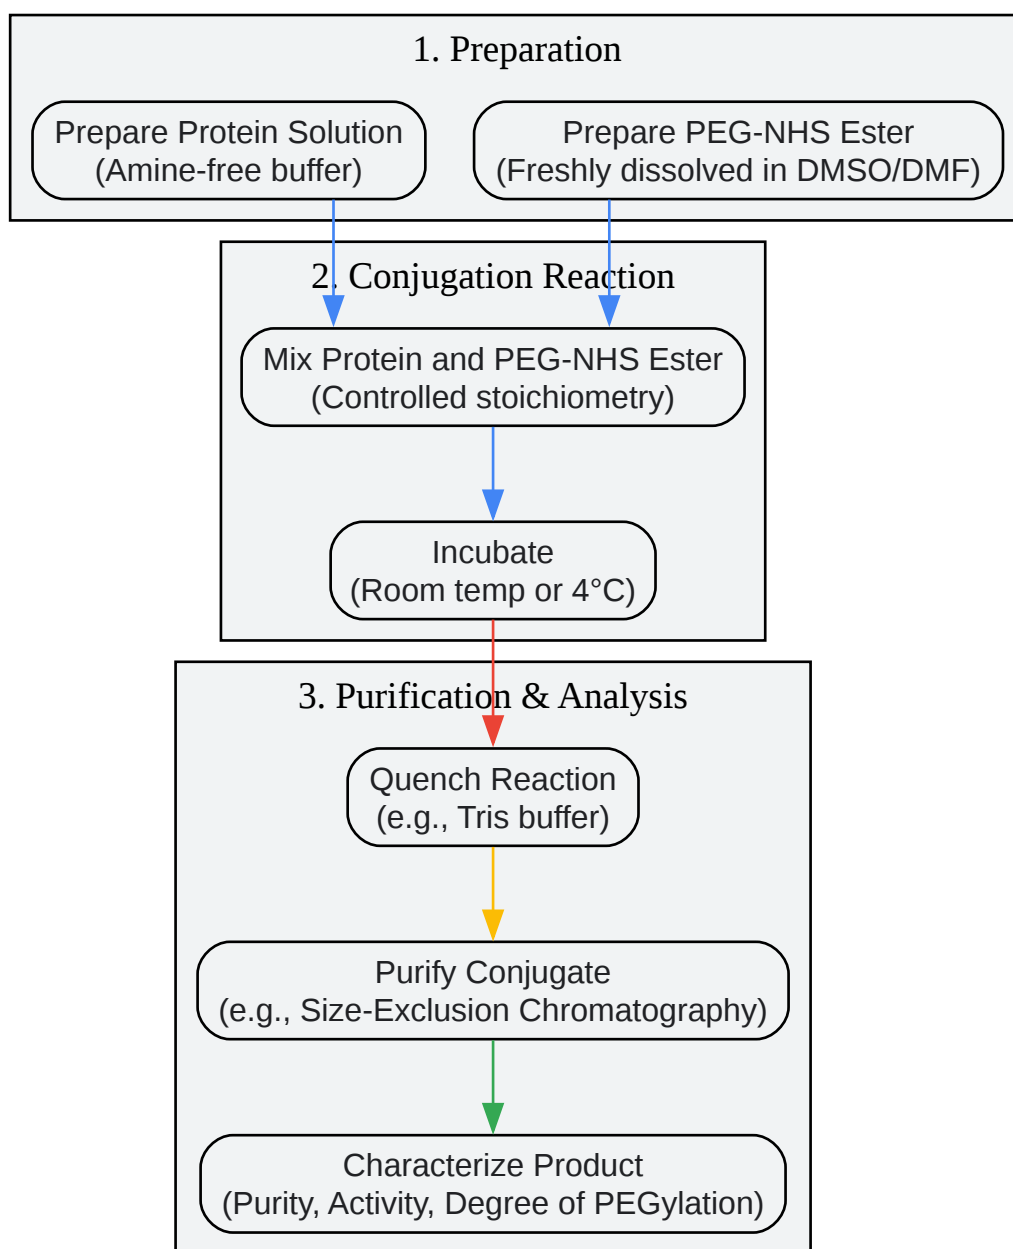 1. Preparation
Prepare Protein Solution
(Amine-free buffer)
Prepare PEG-NHS Ester
(Freshly dissolved in DMSO/DMF)
2. Conjugation Reaction
Mix Protein and PEG-NHS Ester
(Controlled stoichiometry)
Incubate
(Room temp or 4°C)
3. Purification & Analysis
Quench Reaction
(e.g., Tris buffer)
Purify Conjugate
(e.g., Size-Exclusion Chromatography)
Characterize Product
(Purity, Activity, Degree of PEGylation)